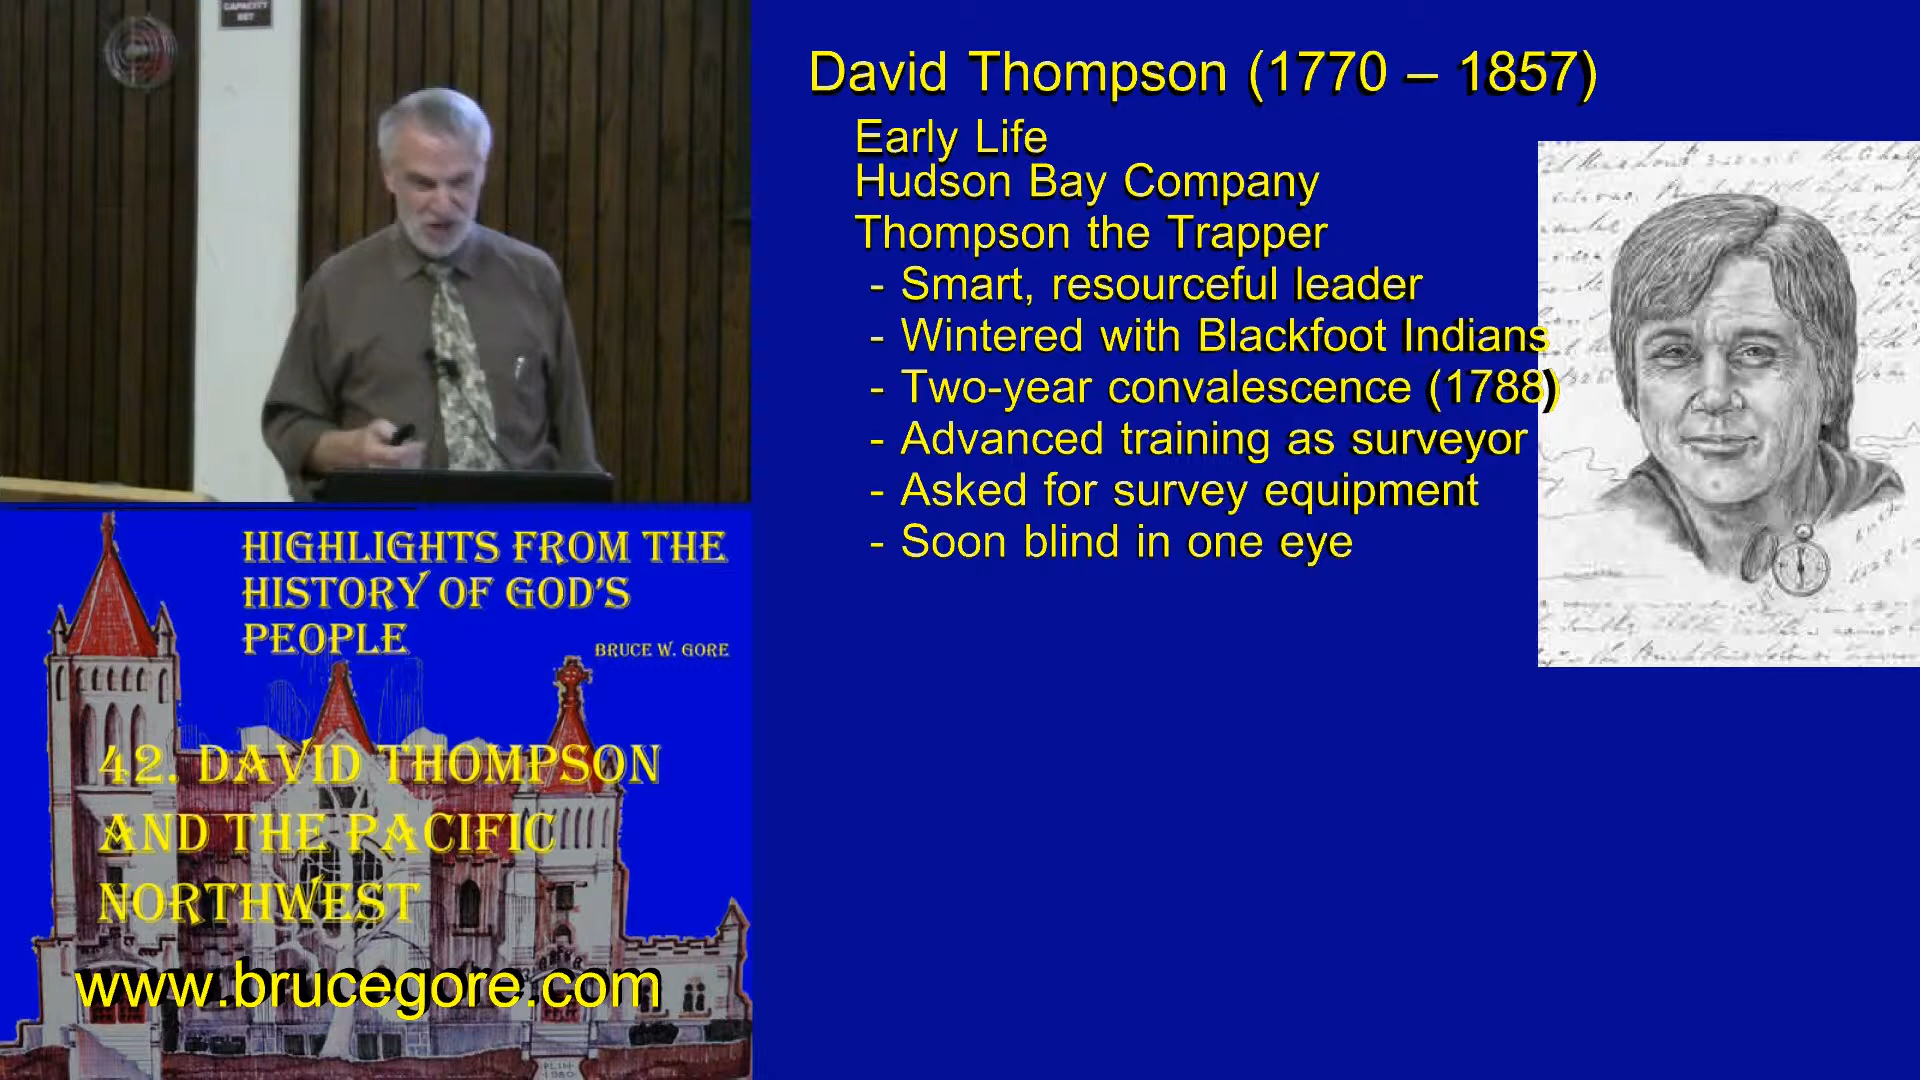 CAPACITY
David Thompson (1770 – 1857)
Early Life
Hudson Bay Company
Thompson the Trapper
- Smart, resourceful leader
- Wintered with Blackfoot Indians
- Two-year convalescence (1788)
- Advanced training as surveyor
- Asked for survey equipment
- Soon blind in one eye
HIGHLIGHTS FROM THE
HISTORY OF GOD'S
PEOPLE
BRUCE W. GORE
42. DAVID THOMPSON
AND THE PACIFIC
NORTHWEST
www.brucegore.com